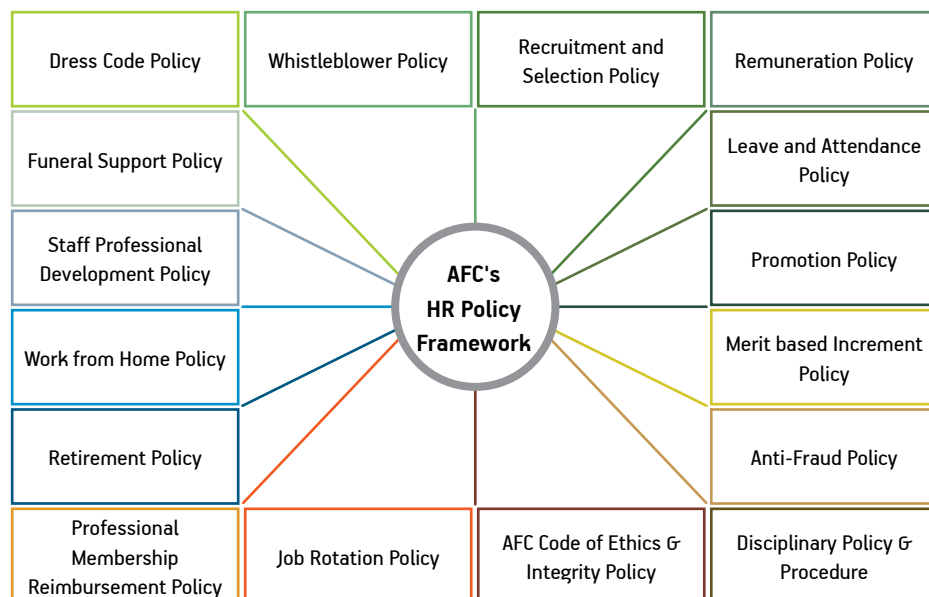 Dress Code Policy
Whistleblower Policy
Recruitment and
Selection Policy
Remuneration Policy
Funeral Support Policy
Leave and Attendance
Policy
Staff Professional
Development Policy
AFC's
HR Policy
Framework
Promotion Policy
Work from Home Policy
Merit based Increment
Policy
Retirement Policy
Anti-Fraud Policy
Professional
Membership
Reimbursement Policy
Job Rotation Policy
AFC Code of Ethics &
Integrity Policy
Disciplinary Policy &
Procedure